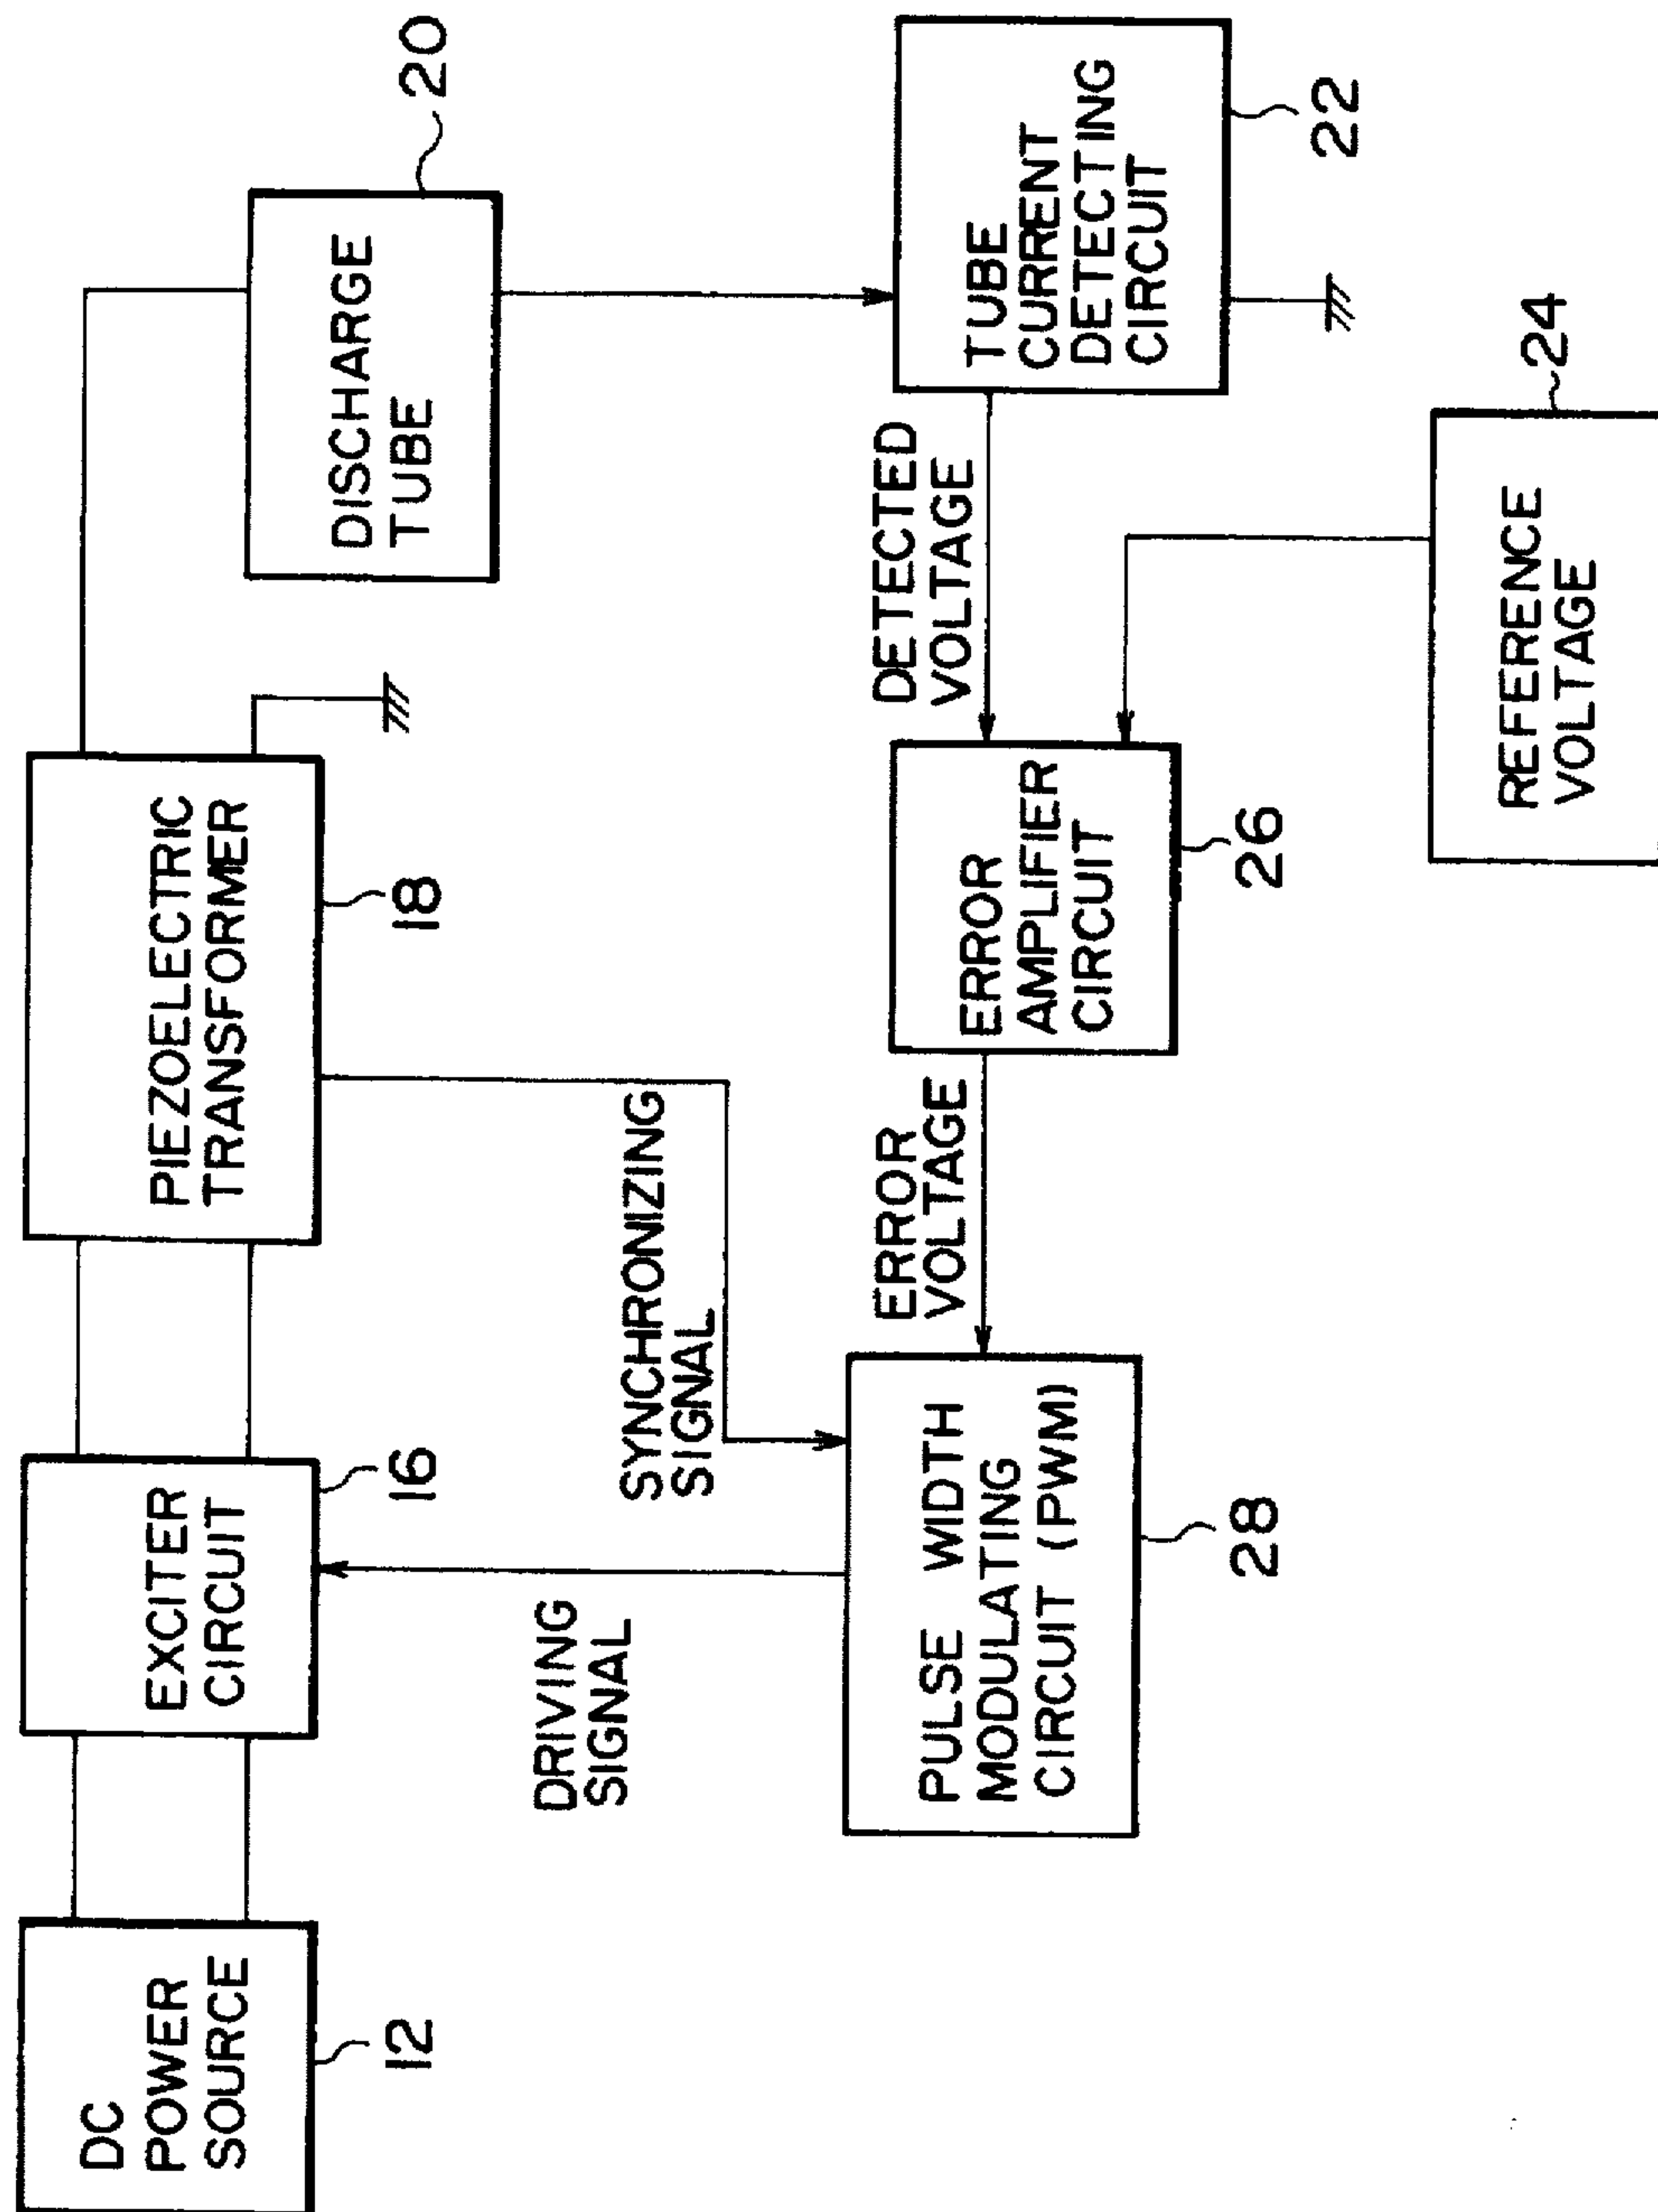 DC
POWER
SOURCE
12
EXCITER
CIRCUIT
16
PIEZOELECTRIC
TRANSFORMER
18
DISCHARGE
TUBE
20
DRIVING
SIGNAL
SYNCHRONIZING
SIGNAL
PULSE WIDTH
MODULATING
CIRCUIT (PWM)
28
ERROR
VOLTAGE
ERROR
AMPLIFIER
CIRCUIT
26
DETECTED
VOLTAGE
TUBE
CURRENT
DETECTING
CIRCUIT
22
REFERENCE
VOLTAGE
24